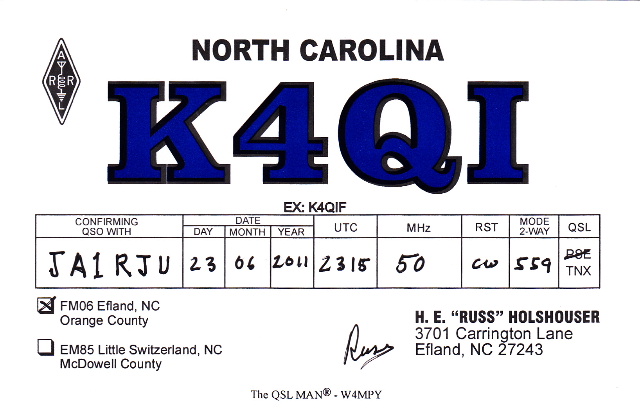 NORTH CAROLINA
A
R R
L
K4QI
EX: K4QIF
CONFIRMING QSO WITH DAY DATE MONTH YEAR UTC MHz RST MODE 2-WAY QSL
JA1RJU 23 06 2011 2315 50 CW 559 PSE TNX
FM06 Efland, NC
Orange County
EM85 Little Switzerland, NC
McDowell County
Russ
H. E. “RUSS” HOLSHOUSER
3701 Carrington Lane
Efland, NC 27243
The QSL MAN® - W4MPY